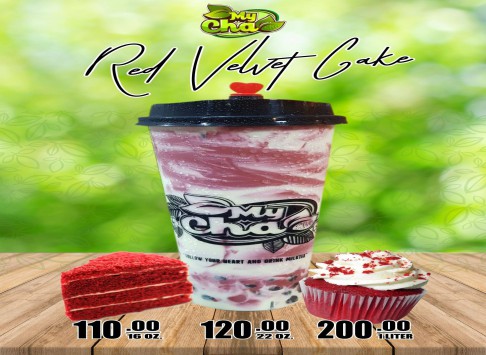 My
Cha
Red Velvet Cake
My
Cha
FOLLOW YOUR HEART AND DRINK MILKTEA
110.00
16 OZ.
120.00
22 OZ.
200.00
1 LITER